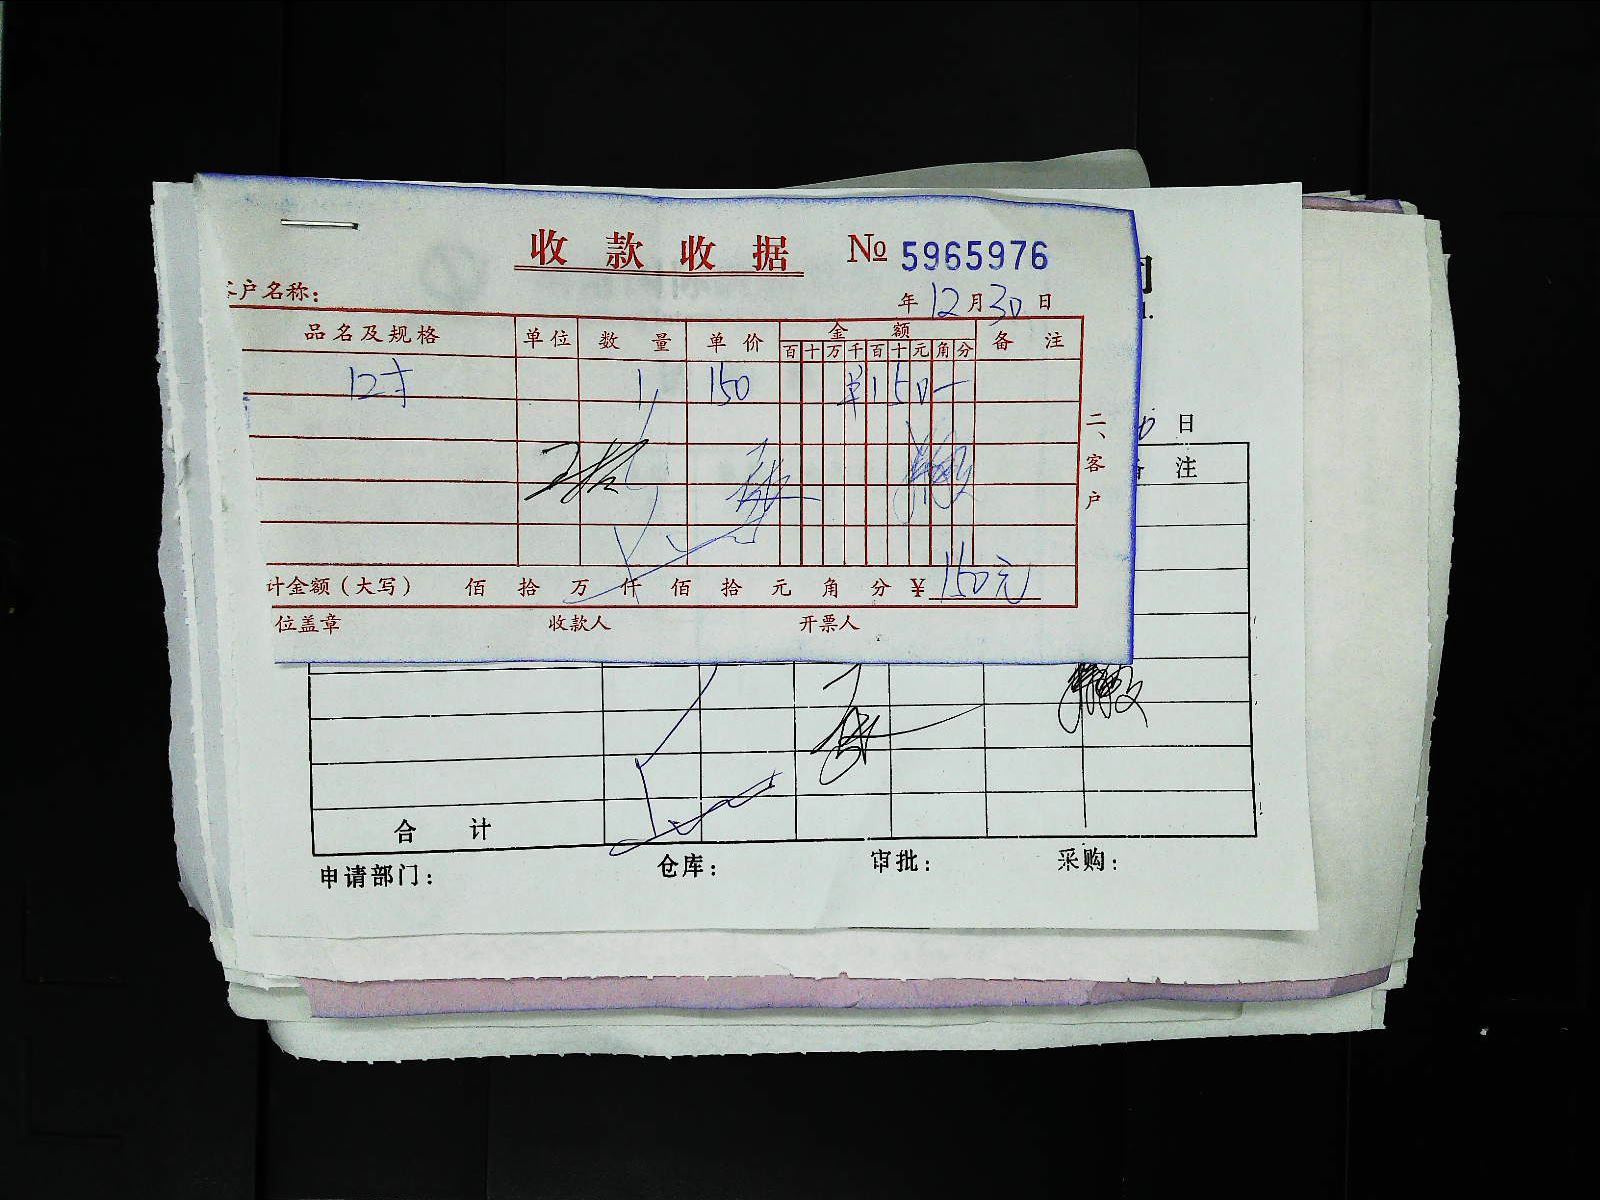 收款收据 № 5965976
客户名称：
年12月30日
品名及规格 单位 数量 单价 金额 备注
百 十 万 千 百 十 元 角 分
12寸 1 150 ¥150—
二、客户
计金额（大写） 佰 拾 万 仟 佰 拾 元 角 分 ¥ 150元
位盖章 收款人 开票人
日
注
合计
申请部门： 仓库： 审批： 采购：